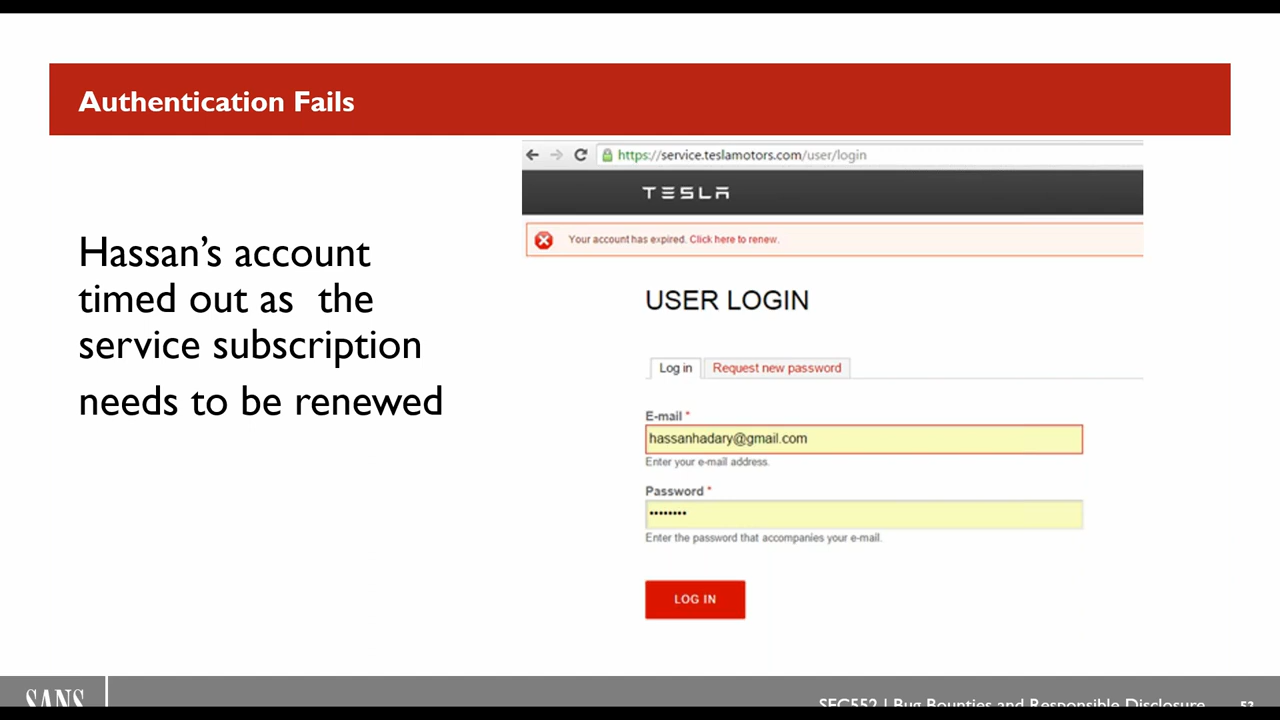 Authentication Fails
https://service.teslamotors.com/user/login
TESLA
Your account has expired. Click here to renew.
Hassan’s account
timed out as  the
service subscription
needs to be renewed
USER LOGIN
Log in
Request new password
E-mail *
hassanhadary@gmail.com
Enter your e-mail address.
Password *
••••••••
Enter the password that accompanies your e-mail.
LOG IN
SANS
SEC552 | Bug Bounties and Responsible Disclosure
52